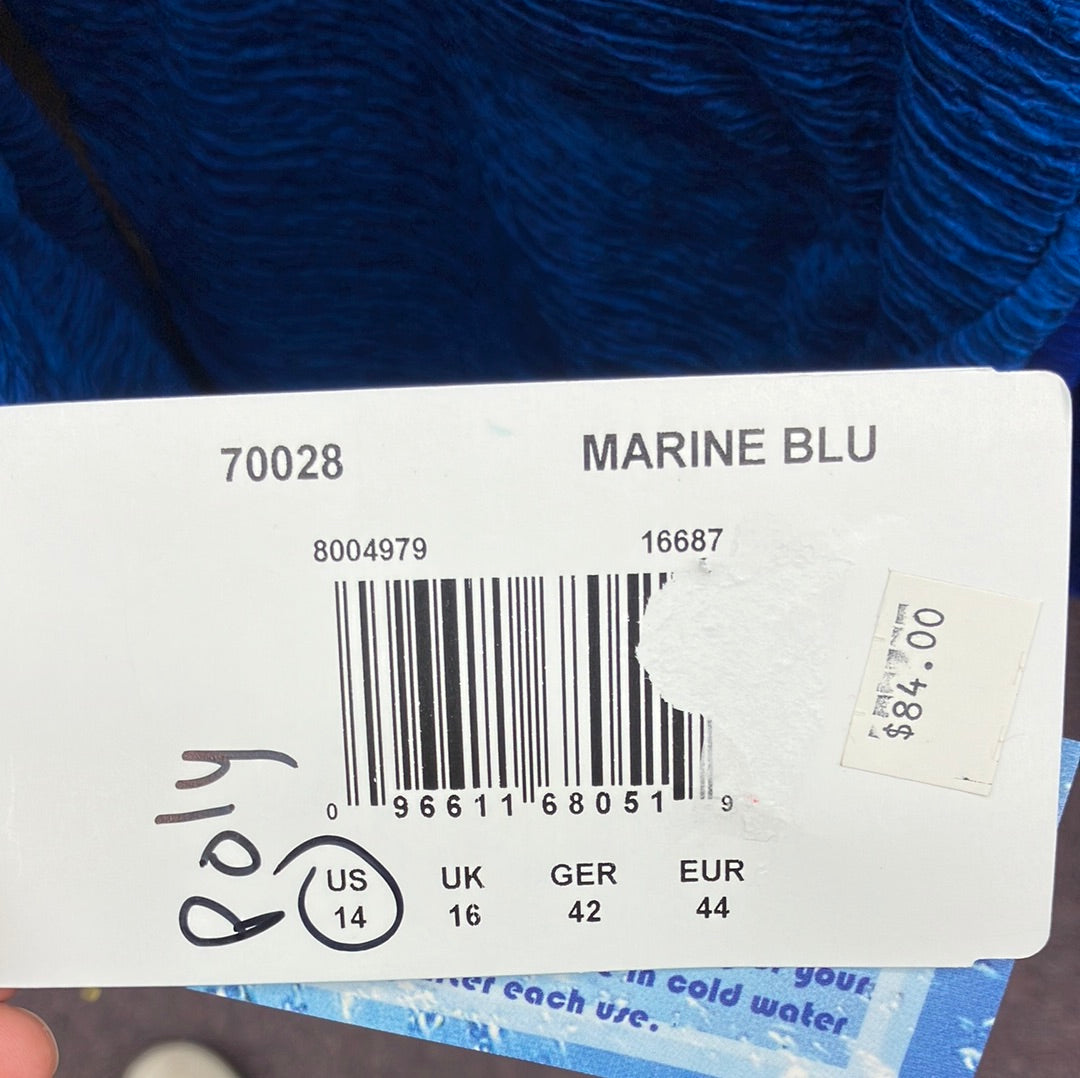 70028 MARINE BLU
8004979 16687
0 96611 68051 9
$84.00
Poly
US UK GER EUR
14 16 42 44
your
in cold water
each use.